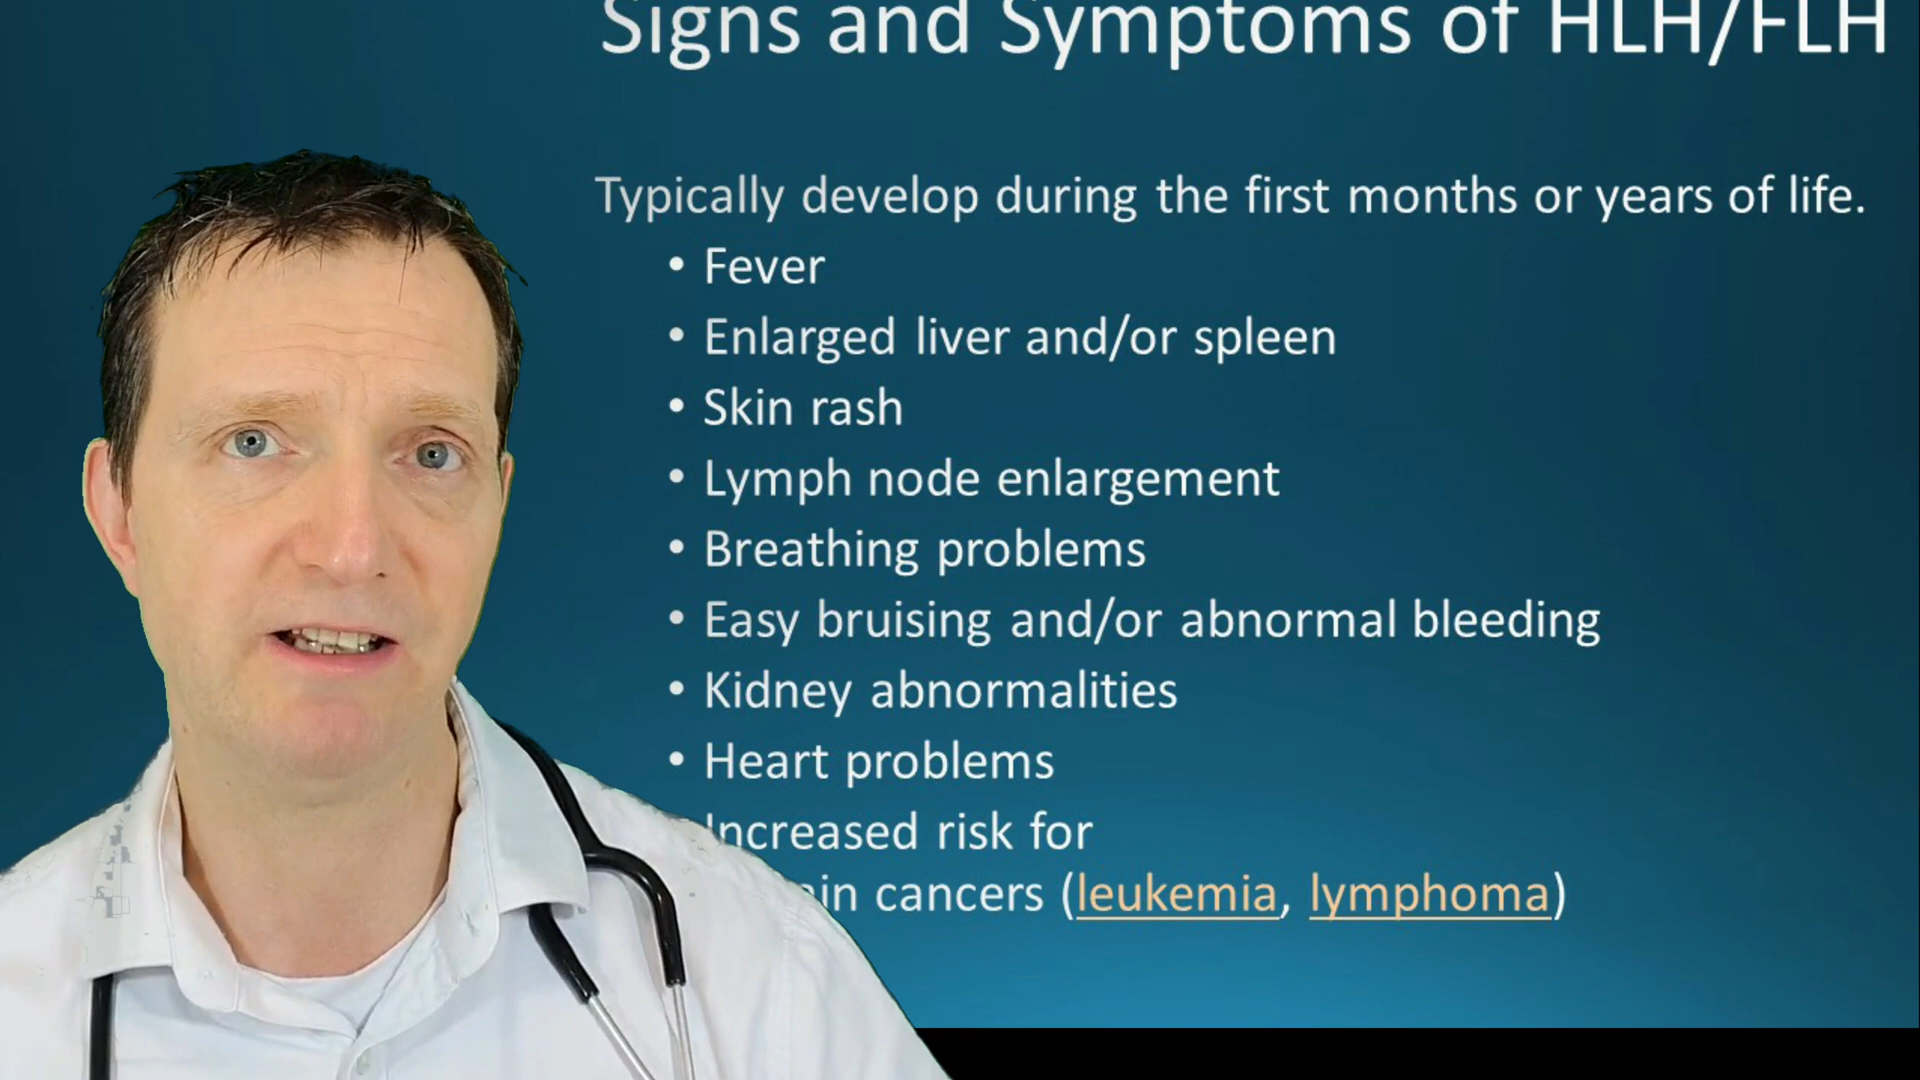 Signs and Symptoms of HLH/FLH
Typically develop during the first months or years of life.
• Fever
• Enlarged liver and/or spleen
• Skin rash
• Lymph node enlargement
• Breathing problems
• Easy bruising and/or abnormal bleeding
• Kidney abnormalities
• Heart problems
Increased risk for
cancers (leukemia, lymphoma)